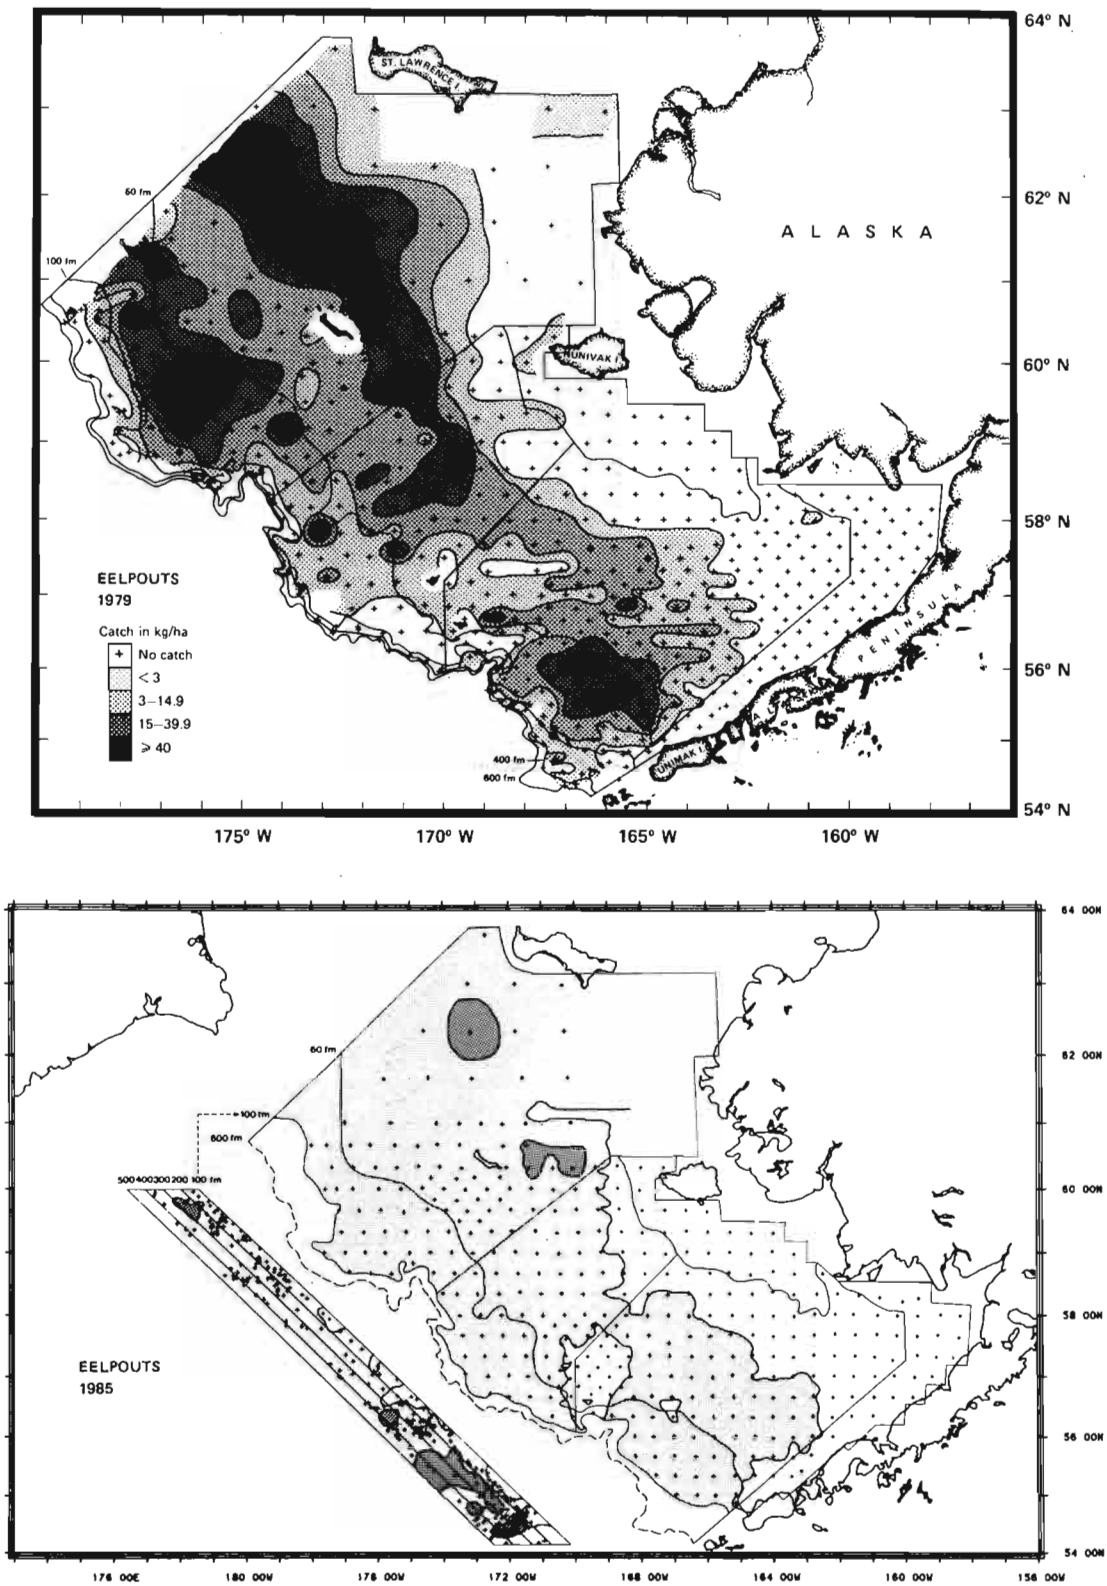 64° N
ST. LAWRENCE I.
60 fm
62° N
ALASKA
100 fm
NUNIVAK I.
60° N
58° N
EELPOUTS
1979
Catch in kg/ha
+ No catch
< 3
3–14.9
15–39.9
⩾ 40
PENINSULA
56° N
400 fm
600 fm
UNIMAK I.
54° N
175° W
170° W
165° W
160° W
64 00N
60 fm
62 00N
100 fm
600 fm
500 400 300 200 100 fm
60 00N
58 00N
EELPOUTS
1985
56 00N
54 00N
176 00E
180 00W
176 00W
172 00W
168 00W
164 00W
160 00W
156 00W